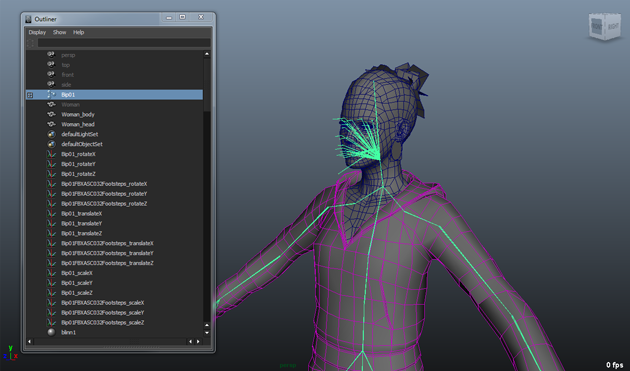 Outliner
Display Show Help
persp
top
front
side
Bip01
Woman
Woman_body
Woman_head
defaultLightSet
defaultObjectSet
Bip01_rotateX
Bip01_rotateY
Bip01_rotateZ
Bip01FBXASC032Footsteps_rotateX
Bip01FBXASC032Footsteps_rotateY
Bip01FBXASC032Footsteps_rotateZ
Bip01_translateX
Bip01_translateY
Bip01_translateZ
Bip01FBXASC032Footsteps_translateX
Bip01FBXASC032Footsteps_translateY
Bip01FBXASC032Footsteps_translateZ
Bip01_scaleX
Bip01_scaleY
Bip01_scaleZ
Bip01FBXASC032Footsteps_scaleX
Bip01FBXASC032Footsteps_scaleY
Bip01FBXASC032Footsteps_scaleZ
blinn1
y
x
persp
0 fps